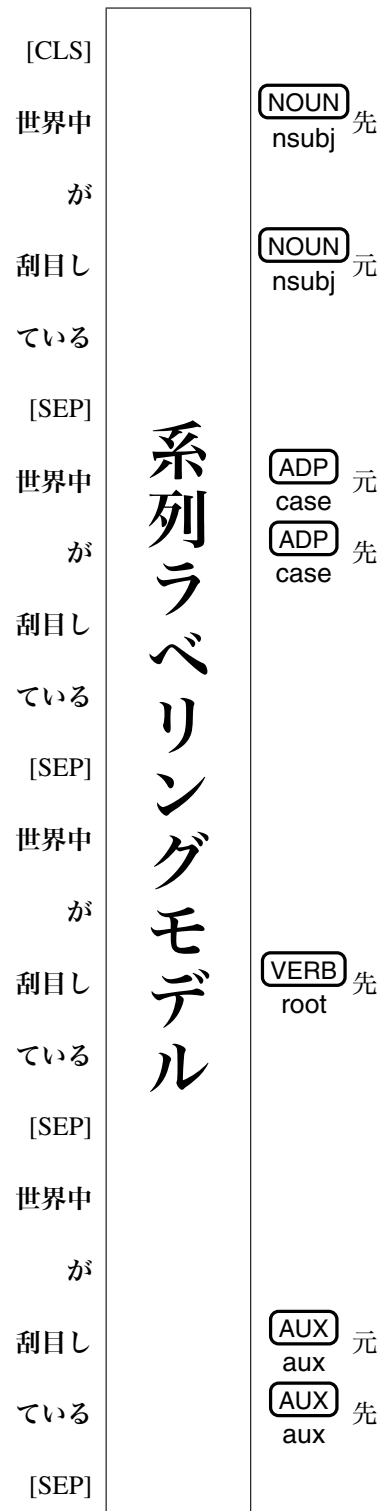 [CLS]
世界中 NOUN 先
nsubj
が
刮目し NOUN 元
nsubj
ている
[SEP]
世界中 ADP 元
case
が ADP 先
case
刮目し
ている
[SEP]
世界中
が
刮目し VERB 先
root
ている
[SEP]
世界中
が
刮目し AUX 元
aux
ている AUX 先
aux
[SEP]
系列ラベリングモデル